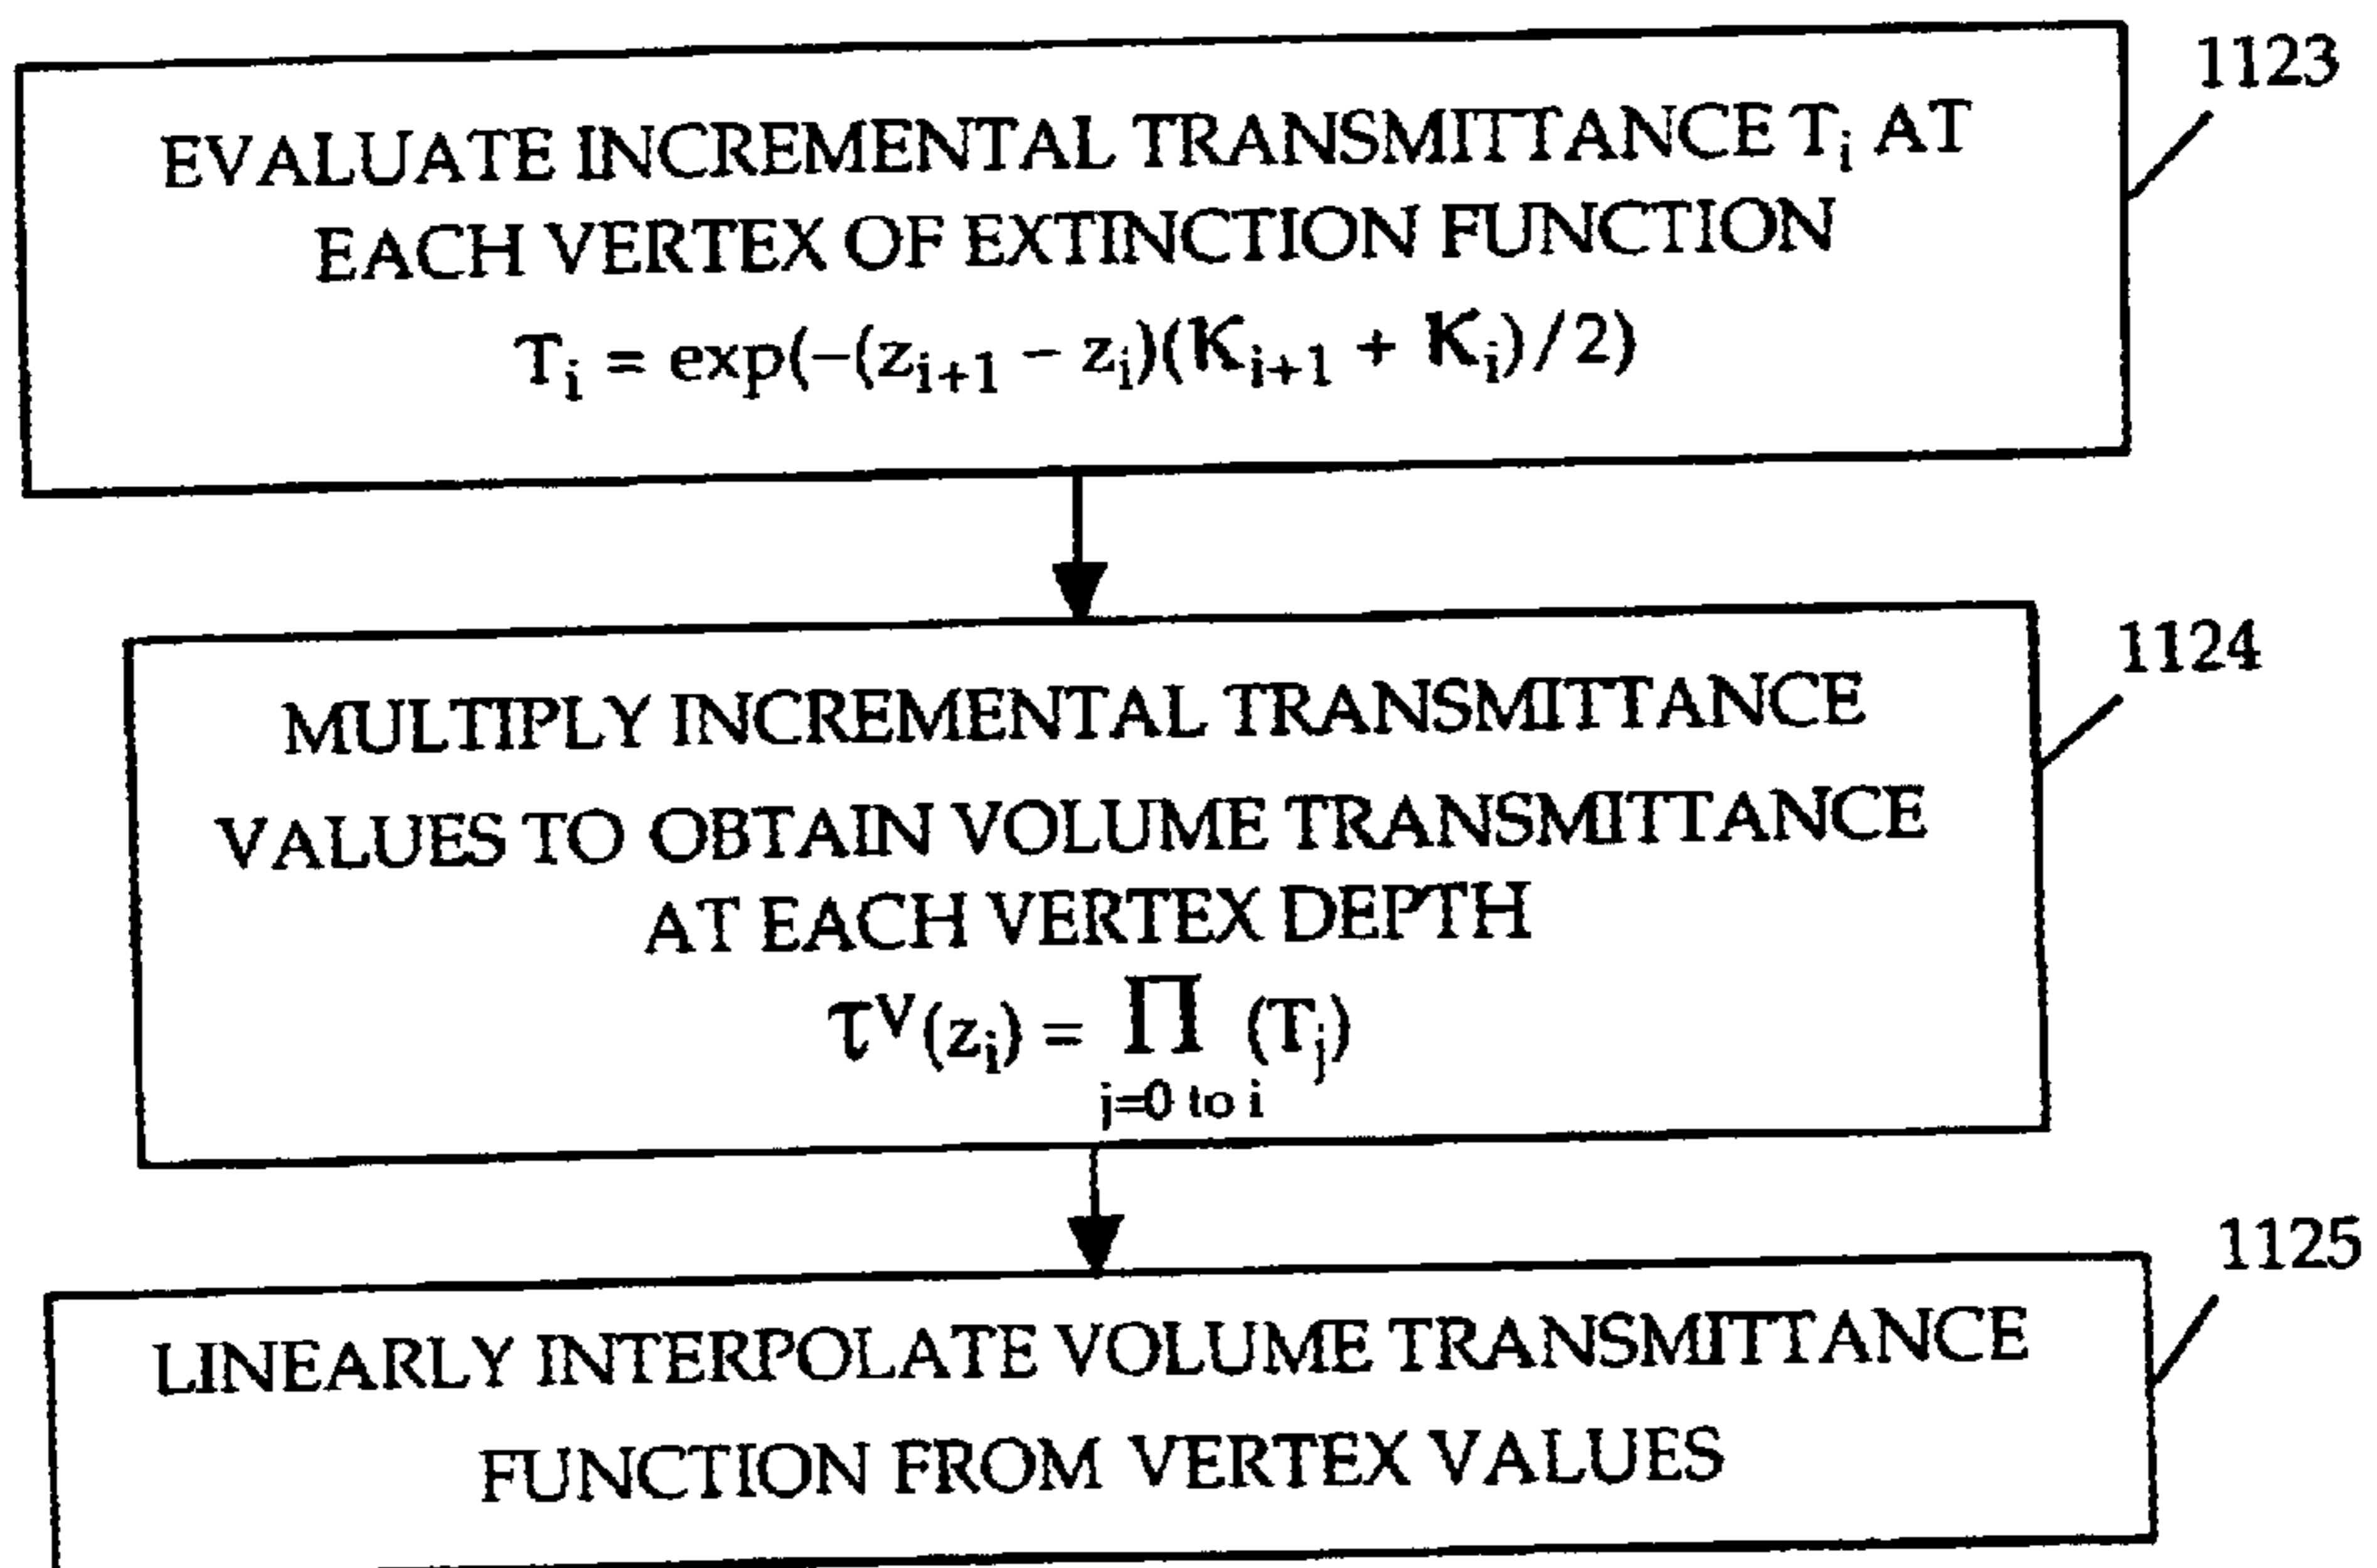 1123
EVALUATE INCREMENTAL TRANSMITTANCE Tᵢ AT
EACH VERTEX OF EXTINCTION FUNCTION
Tᵢ = exp(−(zᵢ₊₁ − zᵢ)(Κᵢ₊₁ + Κᵢ)/2)
1124
MULTIPLY INCREMENTAL TRANSMITTANCE
VALUES TO OBTAIN VOLUME TRANSMITTANCE
AT EACH VERTEX DEPTH
τᵛ(zᵢ) = Π (Tⱼ)
j=0 to i
1125
LINEARLY INTERPOLATE VOLUME TRANSMITTANCE
FUNCTION FROM VERTEX VALUES